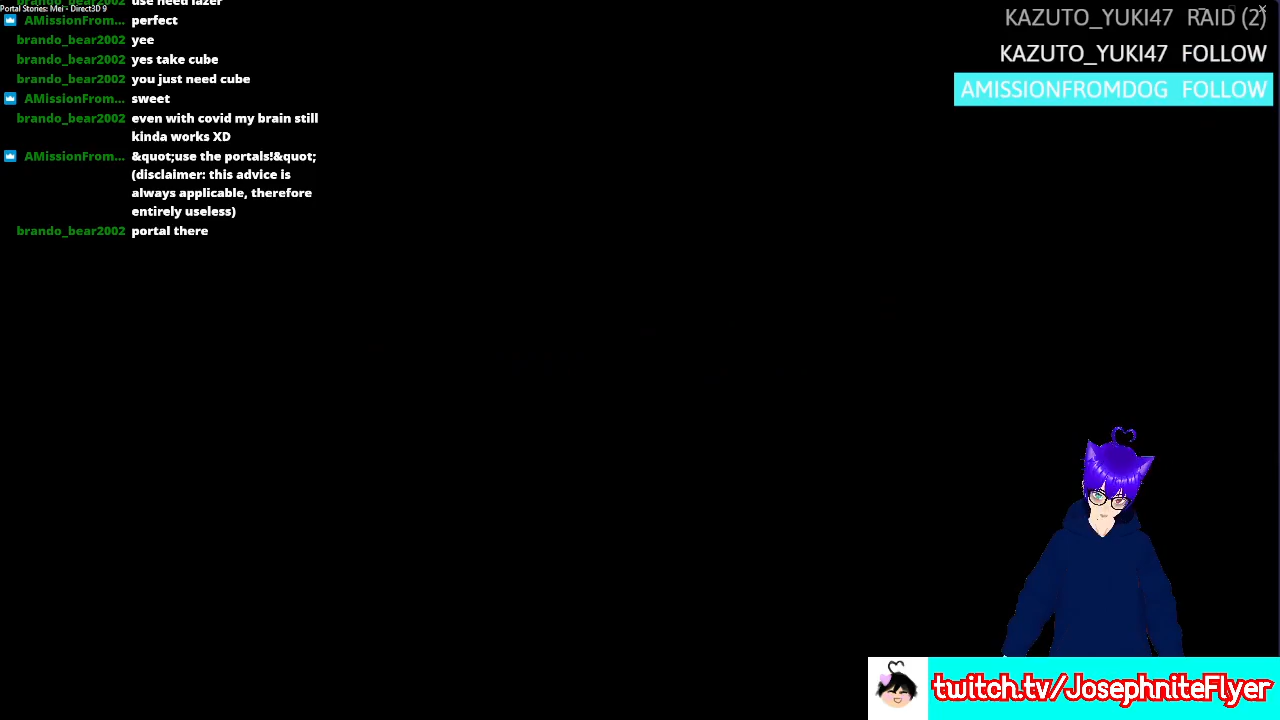 Portal Stories: Mel - Direct3D 9
brando_bear2002 use need lazer
AMissionFrom... perfect
brando_bear2002 yee
brando_bear2002 yes take cube
brando_bear2002 you just need cube
AMissionFrom... sweet
brando_bear2002 even with covid my brain still
kinda works XD
AMissionFrom... &quot;use the portals!&quot;
(disclaimer: this advice is
always applicable, therefore
entirely useless)
brando_bear2002 portal there
KAZUTO_YUKI47 RAID (2)
KAZUTO_YUKI47 FOLLOW
AMISSIONFROMDOG FOLLOW
twitch.tv/JosephniteFlyer